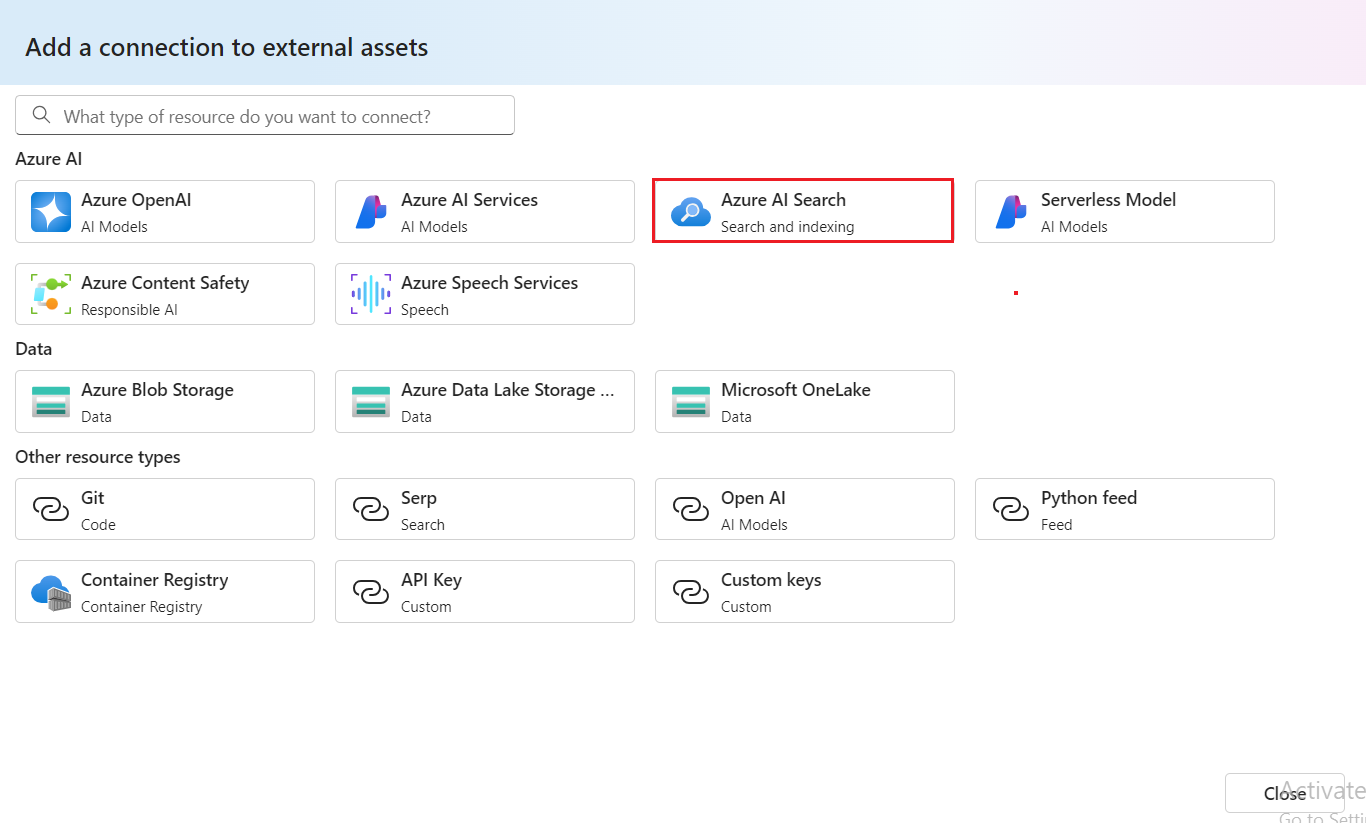 Add a connection to external assets
What type of resource do you want to connect?
Azure AI
Azure OpenAI
AI Models
Azure AI Services
AI Models
Azure AI Search
Search and indexing
Serverless Model
AI Models
Azure Content Safety
Responsible AI
Azure Speech Services
Speech
Data
Azure Blob Storage
Data
Azure Data Lake Storage ...
Data
Microsoft OneLake
Data
Other resource types
Git
Code
Serp
Search
Open AI
AI Models
Python feed
Feed
Container Registry
Container Registry
API Key
Custom
Custom keys
Custom
Close
Activate
Go to Setti